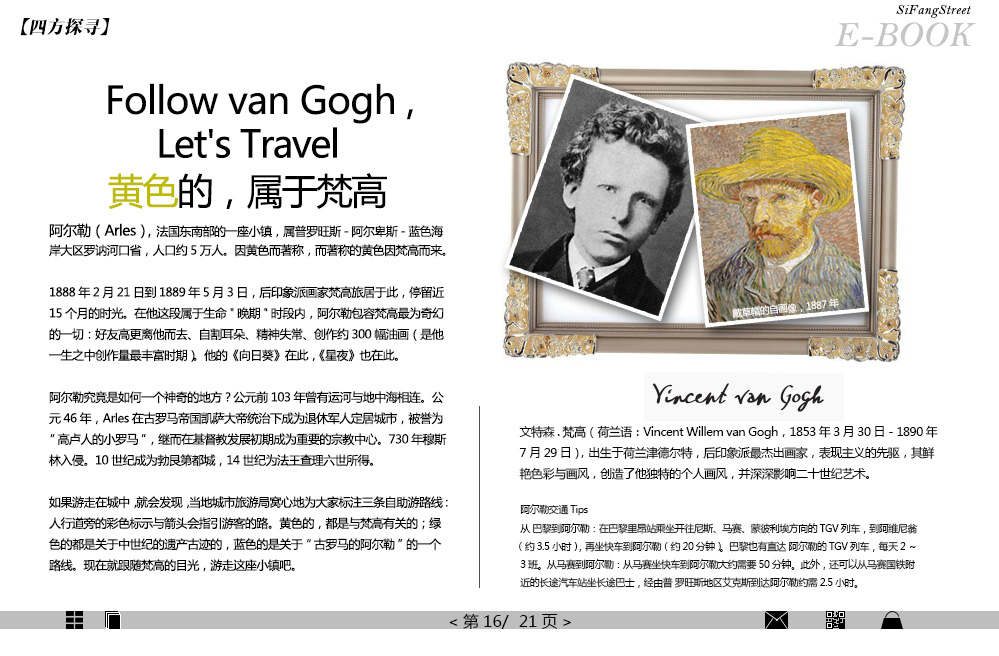 【四方探寻】
SiFangStreet
E-BOOK
Follow van Gogh ,
Let's Travel
黄色的，属于梵高
阿尔勒（Arles），法国东南部的一座小镇，属普罗旺斯 - 阿尔卑斯 - 蓝色海
岸大区罗讷河口省，人口约 5 万人。因黄色而著称，而著称的黄色因梵高而来。
1888 年 2 月 21 日到 1889 年 5 月 3 日，后印象派画家梵高旅居于此，停留近
15 个月的时光。在他这段属于生命＂晚期＂时段内，阿尔勒包容梵高最为奇幻
的一切：好友高更离他而去、自割耳朵、精神失常、创作约 300 幅油画（是他
一生之中创作量最丰富时期）。他的《向日葵》在此，《星夜》也在此。
阿尔勒究竟是如何一个神奇的地方？公元前 103 年曾有运河与地中海相连。公
元 46 年，Arles 在古罗马帝国凯萨大帝统治下成为退休军人定居城市，被誉为
＂高卢人的小罗马＂，继而在基督教发展初期成为重要的宗教中心。730 年穆斯
林入侵。10 世纪成为勃艮第都城，14 世纪为法王查理六世所得。
如果游走在城中 ,就会发现 ,当地城市旅游局窝心地为大家标注三条自助游路线：
人行道旁的彩色标示与箭头会指引游客的路。黄色的，都是与梵高有关的；绿
色的都是关于中世纪的遗产古迹的，蓝色的是关于＂古罗马的阿尔勒＂的一个
路线。现在就跟随梵高的目光，游走这座小镇吧。
戴草帽的自画像，1887 年
Vincent van Gogh
文特森 . 梵高（荷兰语：Vincent Willem van Gogh，1853 年 3 月 30 日 - 1890 年
7 月 29 日），出生于荷兰津德尔特，后印象派最杰出画家，表现主义的先驱，其鲜
艳色彩与画风，创造了他独特的个人画风，并深深影响二十世纪艺术。
阿尔勒交通 Tips
从 巴黎到阿尔勒：在巴黎里昂站乘坐开往尼斯、马赛、蒙彼利埃方向的 TGV 列车，到阿维尼翁
（约 3.5 小时），再坐快车到阿尔勒（约 20 分钟）。巴黎也有直达 阿尔勒的 TGV 列车，每天 2 ～
3 班。从马赛到阿尔勒：从马赛坐快车到阿尔勒大约需要 50 分钟。此外，还可以从马赛国铁附
近的长途汽车站坐长途巴士，经由普 罗旺斯地区艾克斯到达阿尔勒约需 2.5 小时。
< 第 16/ 21 页 >